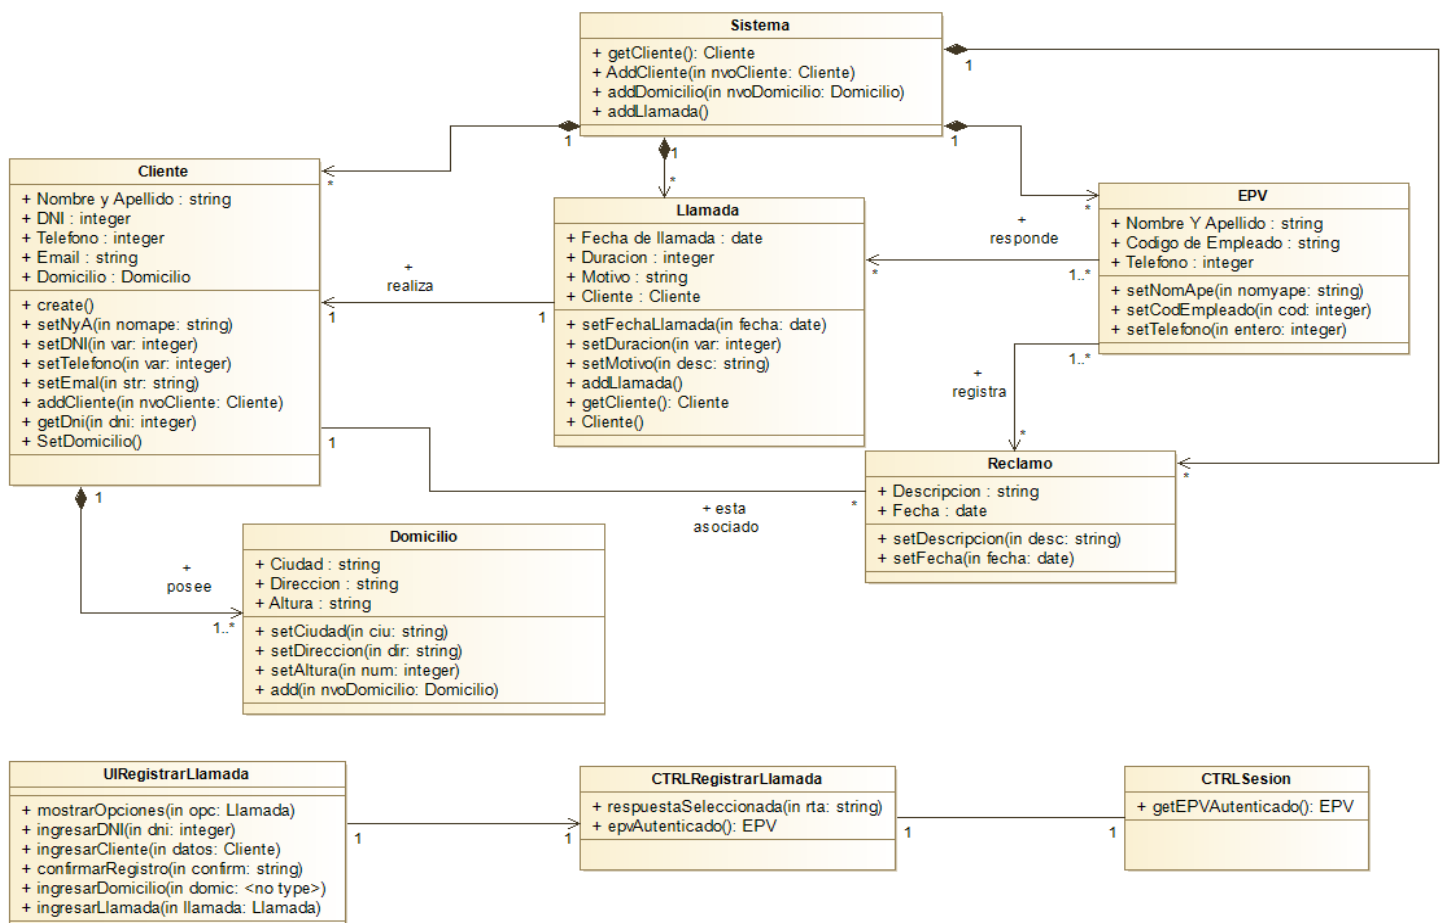 Sistema
+ getCliente(): Cliente
+ AddCliente(in nvoCliente: Cliente)
+ addDomicilio(in nvoDomicilio: Domicilio)
+ addLlamada()
1
1
1
1
Cliente
+ Nombre y Apellido : string
+ DNI : integer
+ Telefono : integer
+ Email : string
+ Domicilio : Domicilio
+ create()
+ setNyA(in nomape: string)
+ setDNI(in var: integer)
+ setTelefono(in var: integer)
+ setEmal(in str: string)
+ addCliente(in nvoCliente: Cliente)
+ getDni(in dni: integer)
+ SetDomicilio()
*
*
*
+
realiza
1
1
Llamada
+ Fecha de llamada : date
+ Duracion : integer
+ Motivo : string
+ Cliente : Cliente
+ setFechaLlamada(in fecha: date)
+ setDuracion(in var: integer)
+ setMotivo(in desc: string)
+ addLlamada()
+ getCliente(): Cliente
+ Cliente()
+
responde
*
1..*
EPV
+ Nombre Y Apellido : string
+ Codigo de Empleado : string
+ Telefono : integer
+ setNomApe(in nomyape: string)
+ setCodEmpleado(in cod: integer)
+ setTelefono(in entero: integer)
1..*
+
registra
*
*
1
*
+ esta
asociado
Reclamo
+ Descripcion : string
+ Fecha : date
+ setDescripcion(in desc: string)
+ setFecha(in fecha: date)
1
+
posee
1..*
Domicilio
+ Ciudad : string
+ Direccion : string
+ Altura : string
+ setCiudad(in ciu: string)
+ setDireccion(in dir: string)
+ setAltura(in num: integer)
+ add(in nvoDomicilio: Domicilio)
UIRegistrarLlamada
+ mostrarOpciones(in opc: Llamada)
+ ingresarDNI(in dni: integer)
+ ingresarCliente(in datos: Cliente)
+ confirmarRegistro(in confirm: string)
+ ingresarDomicilio(in domic: <no type>)
+ ingresarLlamada(in llamada: Llamada)
1
1
CTRLRegistrarLlamada
+ respuestaSeleccionada(in rta: string)
+ epvAutenticado(): EPV
1
1
CTRLSesion
+ getEPVAutenticado(): EPV